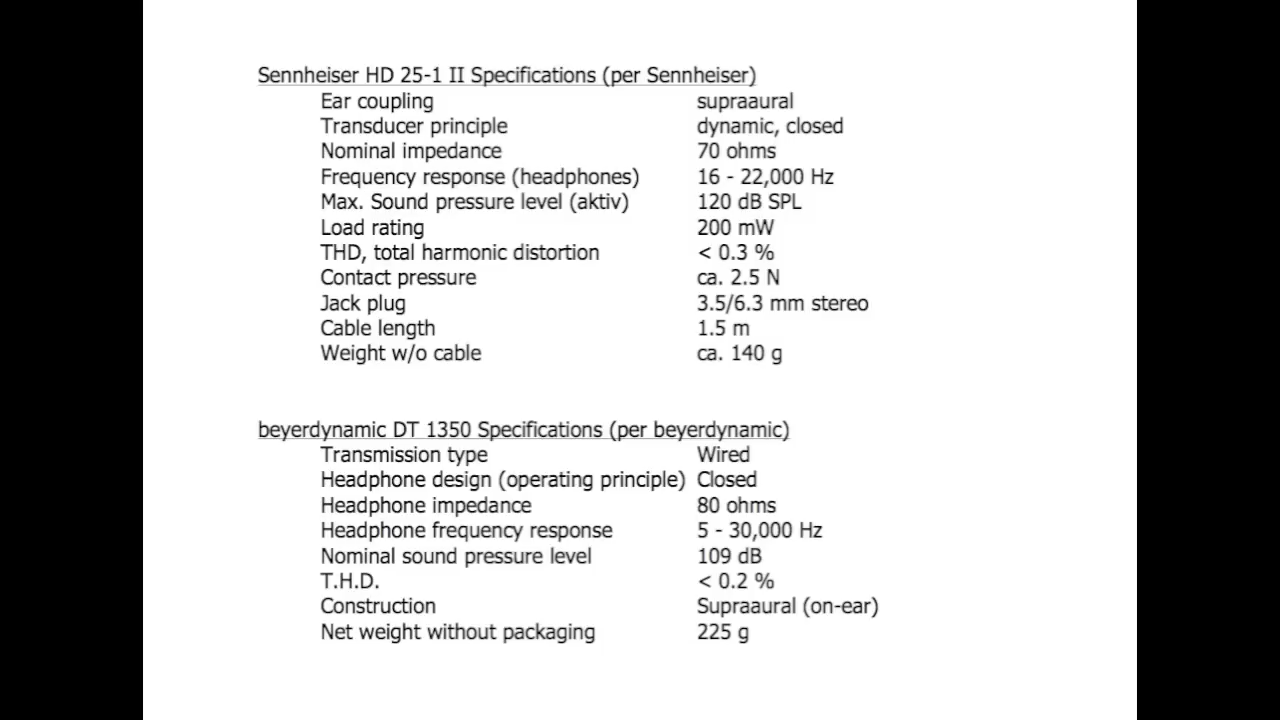 Sennheiser HD 25-1 II Specifications (per Sennheiser)
Ear coupling supraaural
Transducer principle dynamic, closed
Nominal impedance 70 ohms
Frequency response (headphones) 16 - 22,000 Hz
Max. Sound pressure level (aktiv) 120 dB SPL
Load rating 200 mW
THD, total harmonic distortion < 0.3 %
Contact pressure ca. 2.5 N
Jack plug 3.5/6.3 mm stereo
Cable length 1.5 m
Weight w/o cable ca. 140 g
beyerdynamic DT 1350 Specifications (per beyerdynamic)
Transmission type Wired
Headphone design (operating principle) Closed
Headphone impedance 80 ohms
Headphone frequency response 5 - 30,000 Hz
Nominal sound pressure level 109 dB
T.H.D. < 0.2 %
Construction Supraaural (on-ear)
Net weight without packaging 225 g